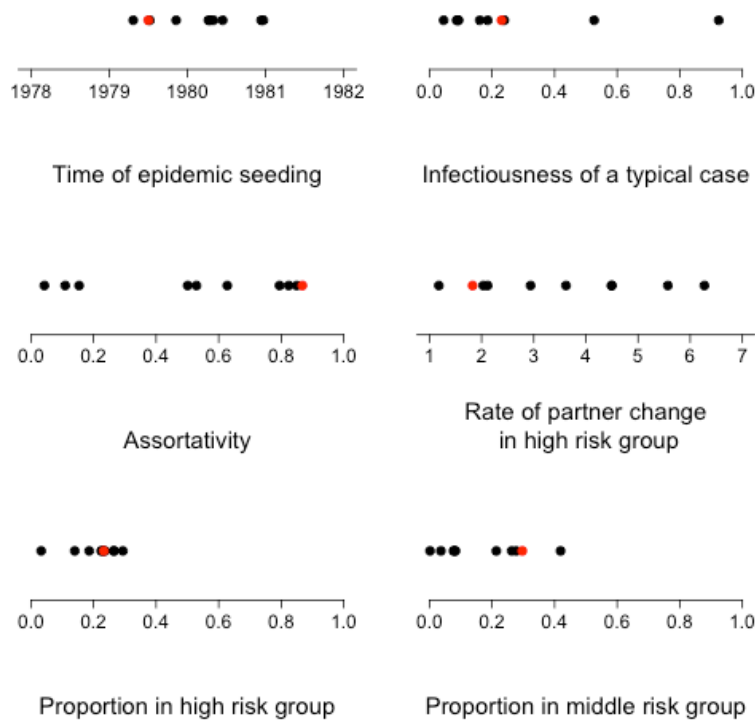 1978 1979 1980 1981 1982
Time of epidemic seeding
0.0 0.2 0.4 0.6 0.8 1.0
Infectiousness of a typical case
0.0 0.2 0.4 0.6 0.8 1.0
Assortativity
1 2 3 4 5 6 7
Rate of partner change
in high risk group
0.0 0.2 0.4 0.6 0.8 1.0
Proportion in high risk group
0.0 0.2 0.4 0.6 0.8 1.0
Proportion in middle risk group